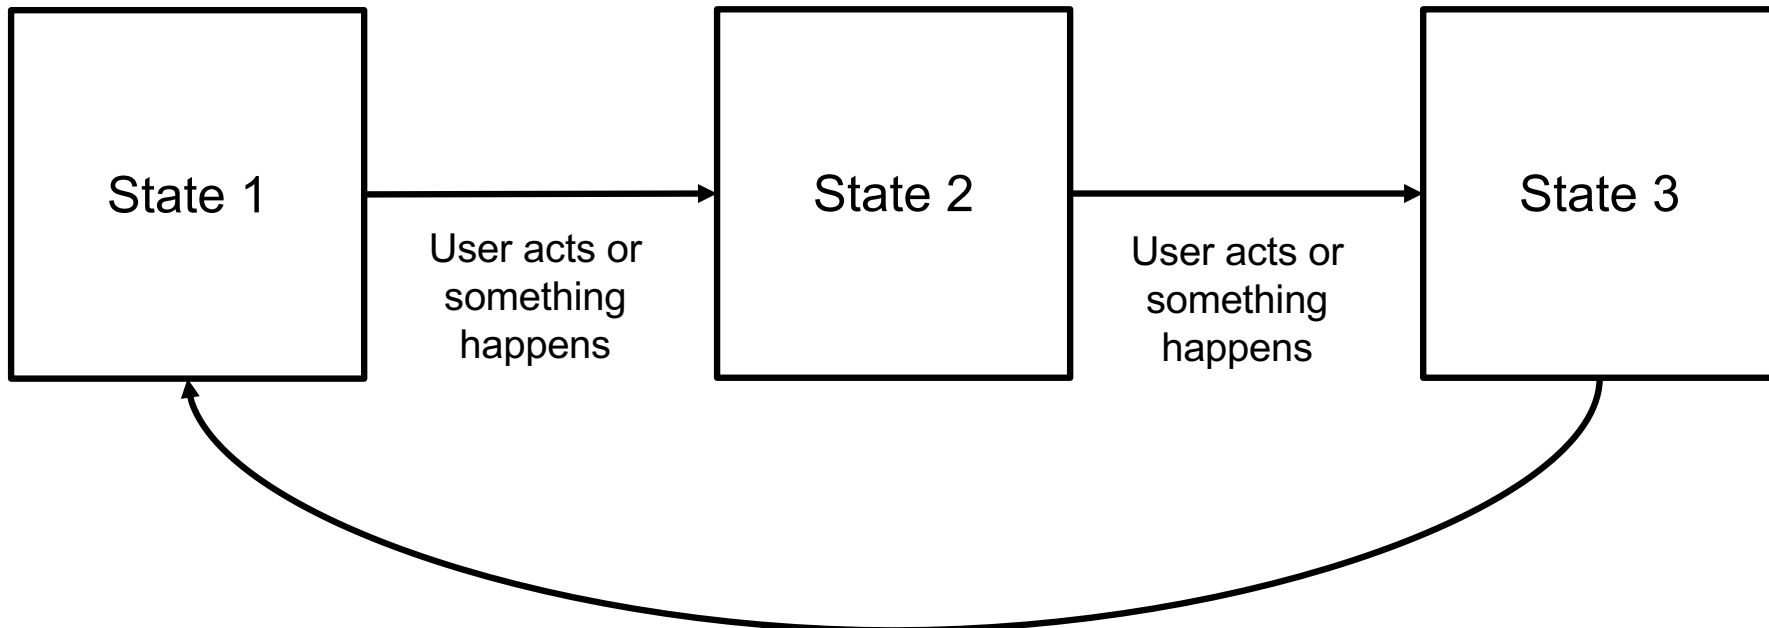 State 1
State 2
State 3
User acts or
something
happens
User acts or
something
happens